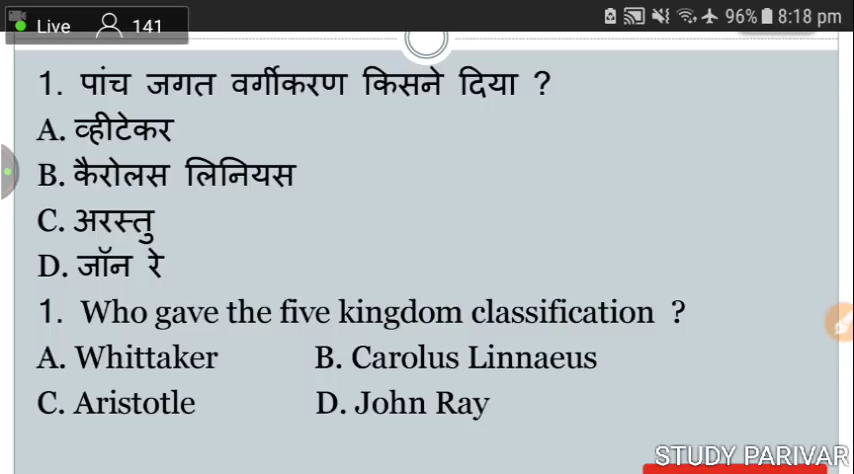 Live 141 96% 8:18 pm
1. पांच जगत वर्गीकरण किसने दिया ?
A. व्हीटेकर
B. कैरोलस लिनियस
C. अरस्तु
D. जॉन रे
1. Who gave the five kingdom classification ?
A. Whittaker B. Carolus Linnaeus
C. Aristotle D. John Ray
STUDY PARIVAR